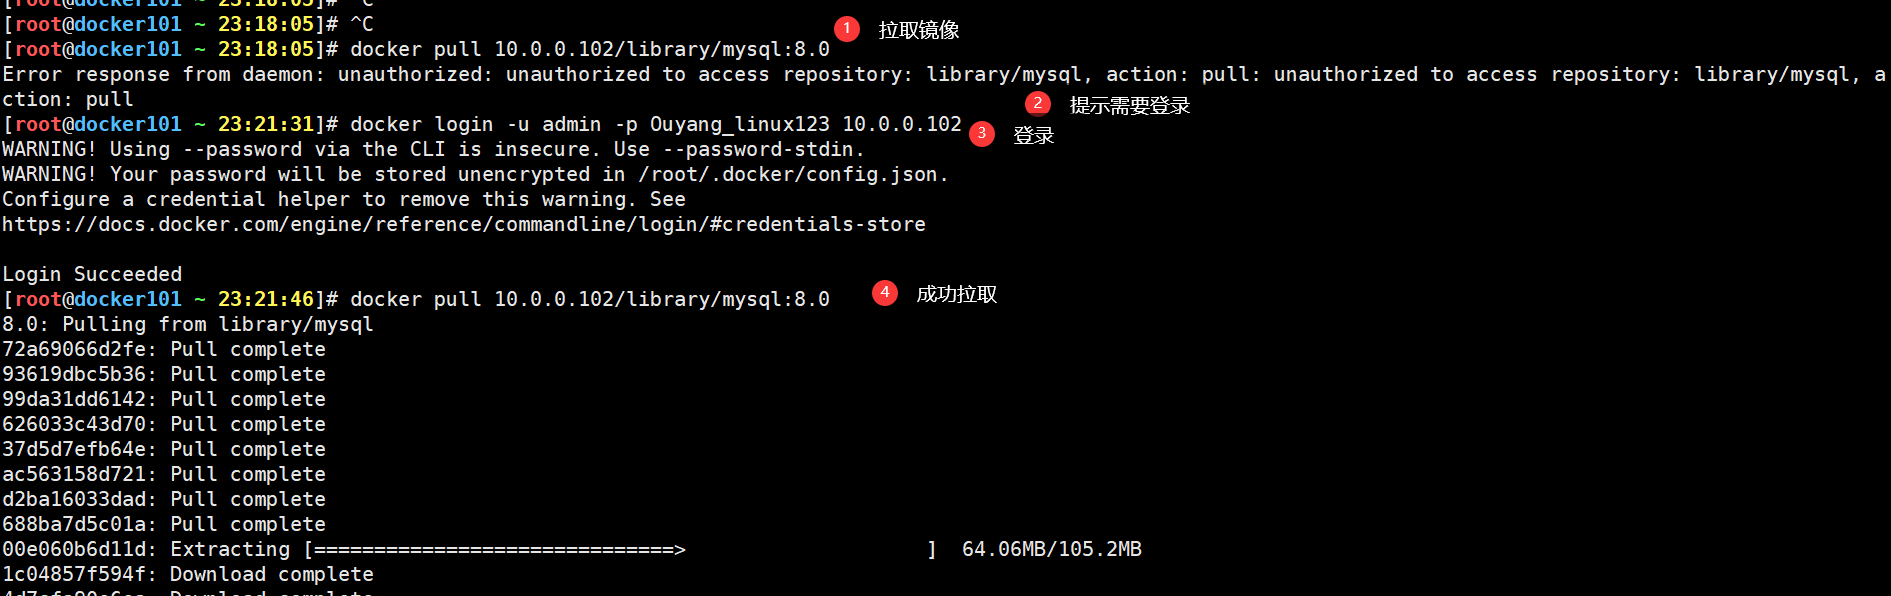 [root@docker101 ~ 23:18:05]# ^C
[root@docker101 ~ 23:18:05]# ^C
1 拉取镜像
[root@docker101 ~ 23:18:05]# docker pull 10.0.0.102/library/mysql:8.0
Error response from daemon: unauthorized: unauthorized to access repository: library/mysql, action: pull: unauthorized to access repository: library/mysql, a
ction: pull
2 提示需要登录
[root@docker101 ~ 23:21:31]# docker login -u admin -p Ouyang_linux123 10.0.0.102
3 登录
WARNING! Using --password via the CLI is insecure. Use --password-stdin.
WARNING! Your password will be stored unencrypted in /root/.docker/config.json.
Configure a credential helper to remove this warning. See
https://docs.docker.com/engine/reference/commandline/login/#credentials-store
Login Succeeded
[root@docker101 ~ 23:21:46]# docker pull 10.0.0.102/library/mysql:8.0
4 成功拉取
8.0: Pulling from library/mysql
72a69066d2fe: Pull complete
93619dbc5b36: Pull complete
99da31dd6142: Pull complete
626033c43d70: Pull complete
37d5d7efb64e: Pull complete
ac563158d721: Pull complete
d2ba16033dad: Pull complete
688ba7d5c01a: Pull complete
00e060b6d11d: Extracting [==============================>                    ]  64.06MB/105.2MB
1c04857f594f: Download complete
Download complete